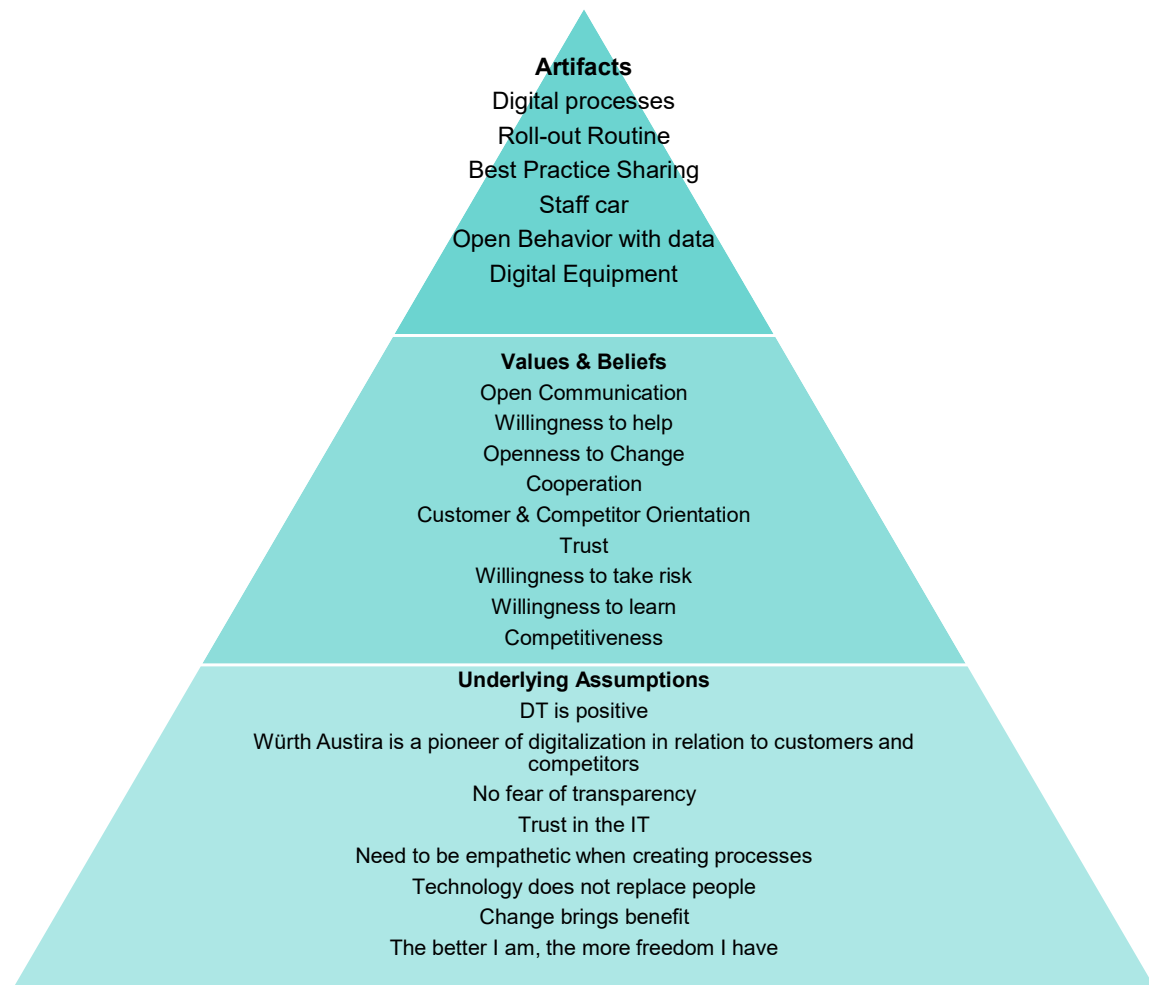 Artifacts
Digital processes
Roll-out Routine
Best Practice Sharing
Staff car
Open Behavior with data
Digital Equipment
Values & Beliefs
Open Communication
Willingness to help
Openness to Change
Cooperation
Customer & Competitor Orientation
Trust
Willingness to take risk
Willingness to learn
Competitiveness
Underlying Assumptions
DT is positive
Würth Austira is a pioneer of digitalization in relation to customers and
competitors
No fear of transparency
Trust in the IT
Need to be empathetic when creating processes
Technology does not replace people
Change brings benefit
The better I am, the more freedom I have